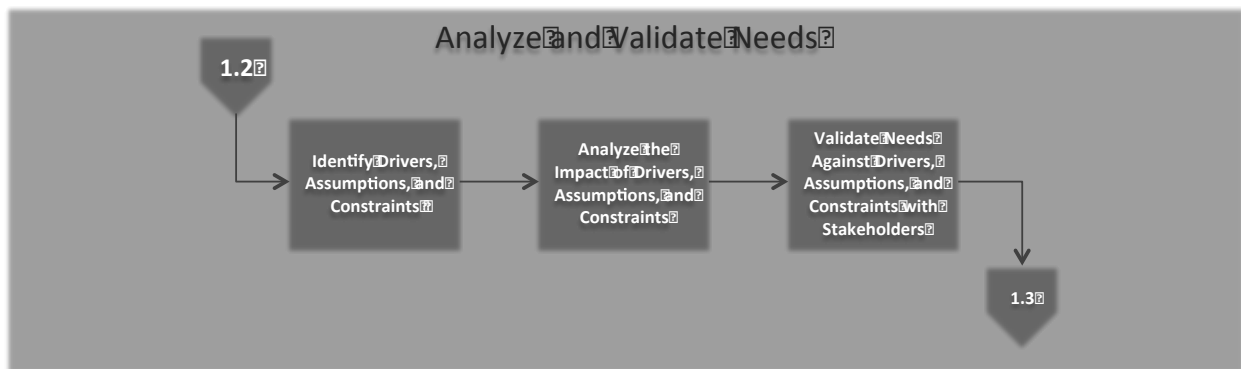 Analyze and Validate Needs
1.2
Identify Drivers,
Assumptions, and
Constraints
Analyze the
Impact of Drivers,
Assumptions, and
Constraints
Validate Needs
Against Drivers,
Assumptions, and
Constraints with
Stakeholders
1.3